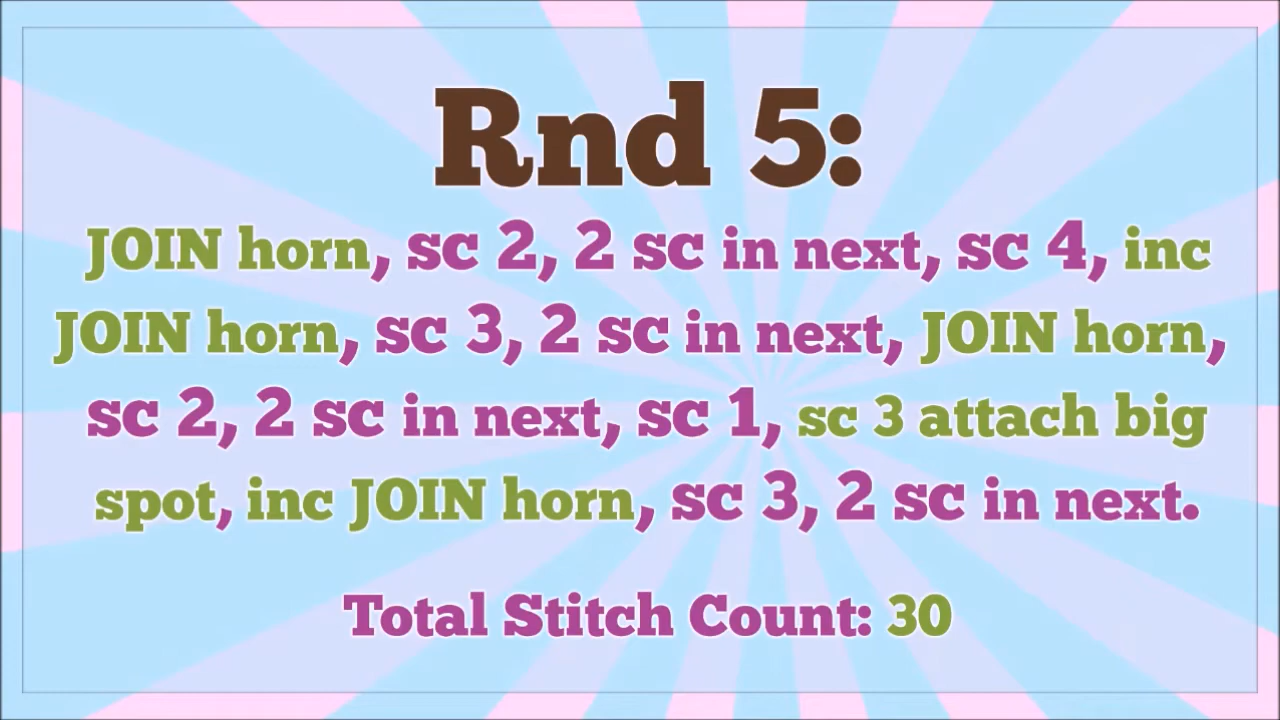 Rnd 5:
JOIN horn, sc 2, 2 sc in next, sc 4, inc
JOIN horn, sc 3, 2 sc in next, JOIN horn,
sc 2, 2 sc in next, sc 1, sc 3 attach big
spot, inc JOIN horn, sc 3, 2 sc in next.
Total Stitch Count: 30